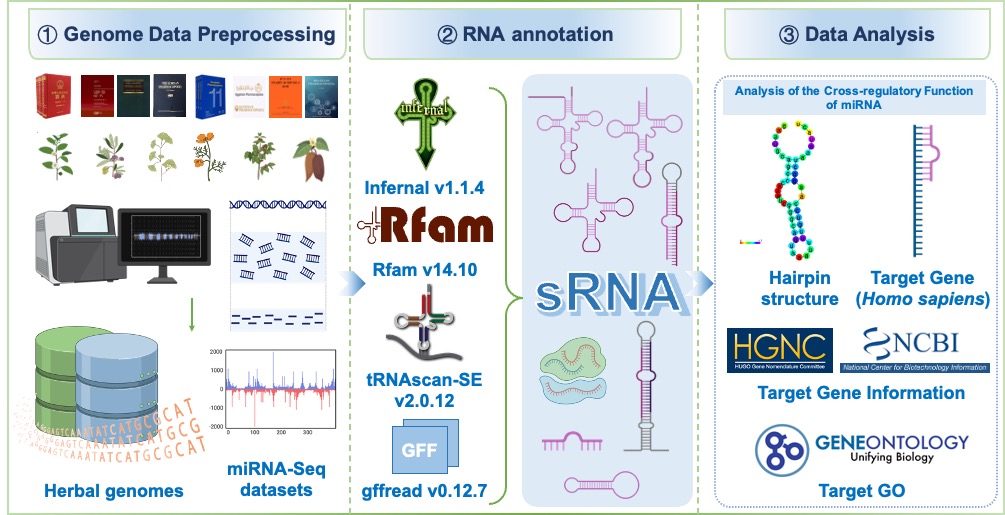 ① Genome Data Preprocessing
② RNA annotation
③ Data Analysis
11
infernal
Infernal v1.1.4
Rfam
Rfam v14.10
tRNAscan-SE
v2.0.12
GFF
gffread v0.12.7
sRNA
Analysis of the Cross-regulatory Function
of miRNA
Hairpin
structure
Target Gene
(Homo sapiens)
HGNC
HUGO Gene Nomenclature Committee
NCBI
National Center for Biotechnology Information
Target Gene Information
GENEONTOLOGY
Unifying Biology
Target GO
2000
1000
0
-1000
-2000
0
100
200
300
GAGTCAAATATCATGCGCAT
GAGTCAAATATCATGCG
GAGTCAAATATCATGCGCAT
Herbal genomes
miRNA-Seq
datasets